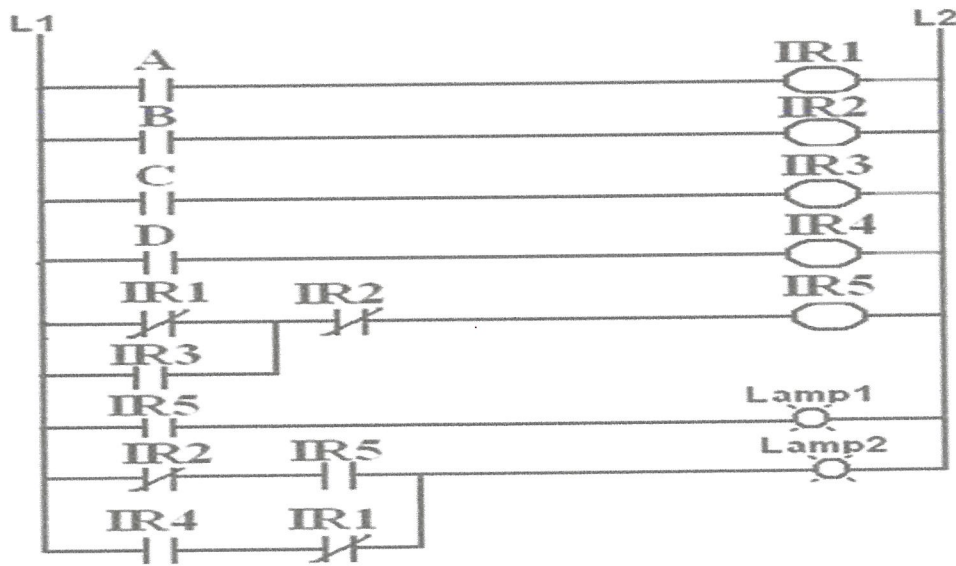 L1 L2
A IR1
B IR2
C IR3
D IR4
IR1 IR2 IR5
IR3
IR5 Lamp1
IR2 IR5 Lamp2
IR4 IR1